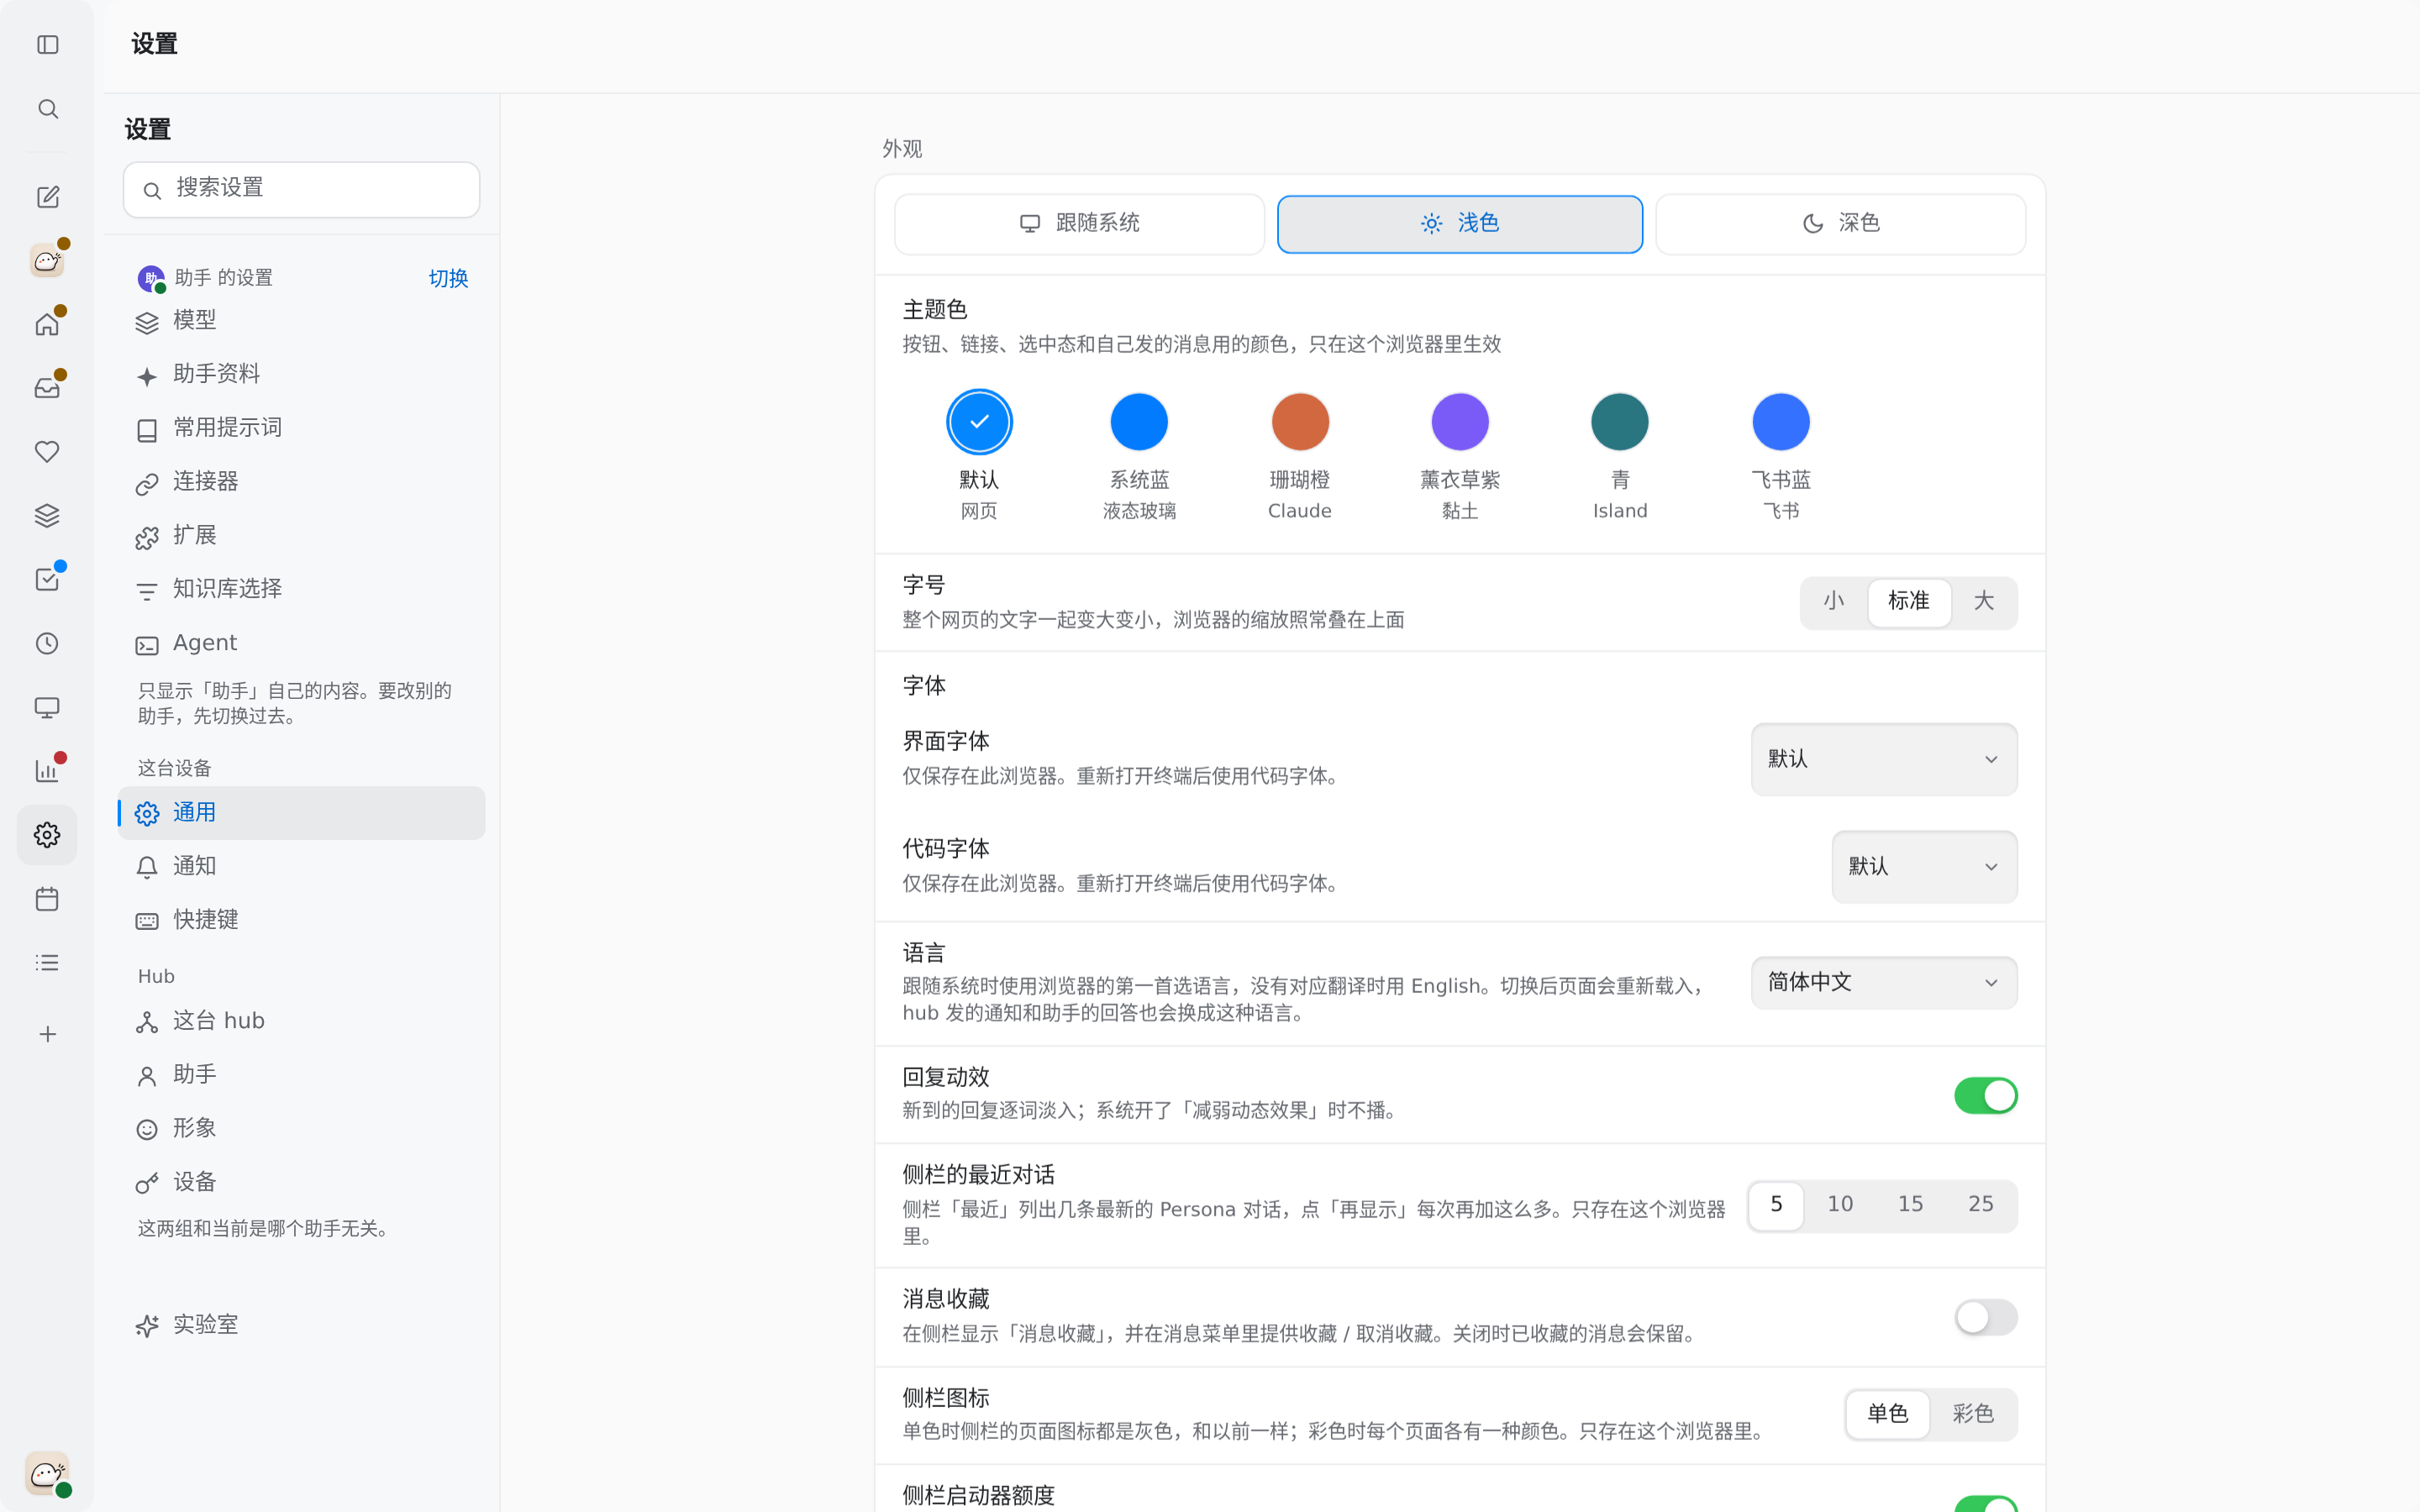 设置
设置
搜索设置
助 助手 的设置 切换
模型
助手资料
常用提示词
连接器
扩展
知识库选择
Agent
只显示「助手」自己的内容。要改别的
助手，先切换过去。
这台设备
通用
通知
快捷键
Hub
这台 hub
助手
形象
设备
这两组和当前是哪个助手无关。
实验室
外观
跟随系统 浅色 深色
主题色
按钮、链接、选中态和自己发的消息用的颜色，只在这个浏览器里生效
默认 系统蓝 珊瑚橙 薰衣草紫 青 飞书蓝
网页 液态玻璃 Claude 黏土 Island 飞书
字号
整个网页的文字一起变大变小，浏览器的缩放照常叠在上面
小 标准 大
字体
界面字体
仅保存在此浏览器。重新打开终端后使用代码字体。
默认
代码字体
仅保存在此浏览器。重新打开终端后使用代码字体。
默认
语言
跟随系统时使用浏览器的第一首选语言，没有对应翻译时用 English。切换后页面会重新载入，
hub 发的通知和助手的回答也会换成这种语言。
简体中文
回复动效
新到的回复逐词淡入；系统开了「减弱动态效果」时不播。
侧栏的最近对话
侧栏「最近」列出几条最新的 Persona 对话，点「再显示」每次再加这么多。只存在这个浏览器
里。
5 10 15 25
消息收藏
在侧栏显示「消息收藏」，并在消息菜单里提供收藏 / 取消收藏。关闭时已收藏的消息会保留。
侧栏图标
单色时侧栏的页面图标都是灰色，和以前一样；彩色时每个页面各有一种颜色。只存在这个浏览器里。
单色 彩色
侧栏启动器额度